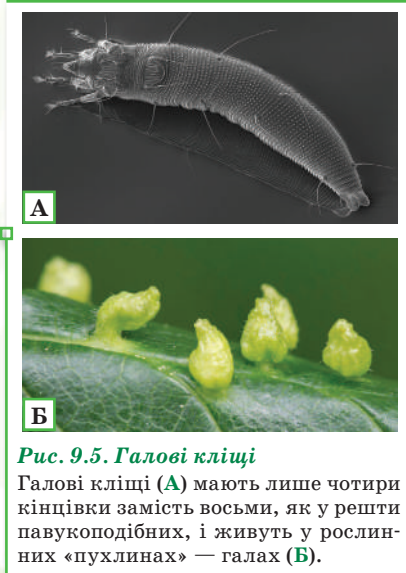 А
Б
Рис. 9.5. Галові кліщі
Галові кліщі (А) мають лише чотири
кінцівки замість восьми, як у решти
павукоподібних, і живуть у рослин-
них «пухлинах» — галах (Б).